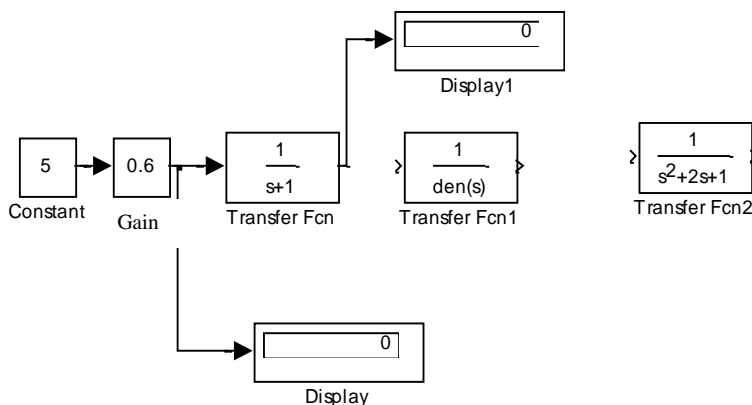 0
Display1
5
Constant
0.6
Gain
1
s+1
Transfer Fcn
1
den(s)
Transfer Fcn1
1
s²+2s+1
Transfer Fcn2
0
Display